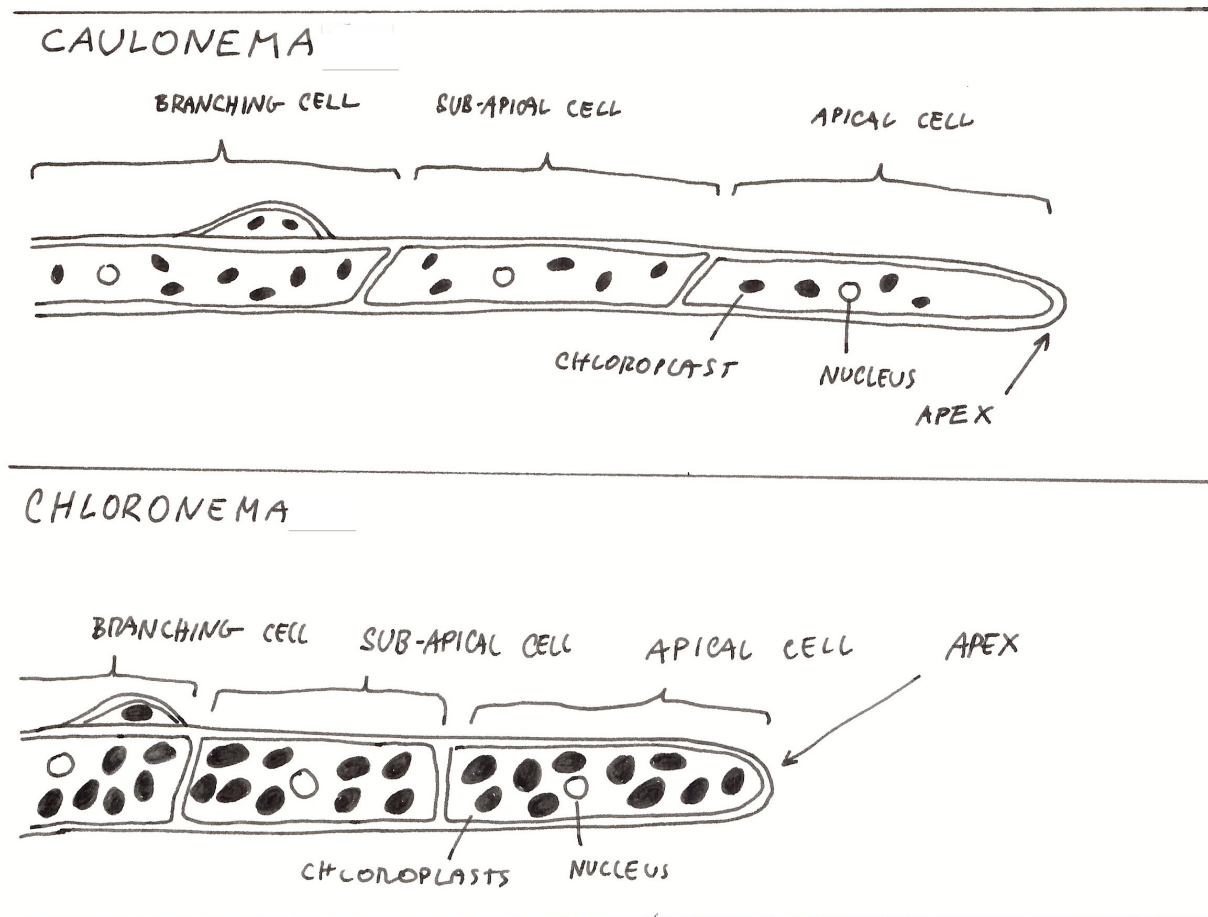 CAULONEMA
BRANCHING CELL
SUB-APICAL CELL
APICAL CELL
CHLOROPLAST
NUCLEUS
APEX
CHLORONEMA
BRANCHING CELL
SUB-APICAL CELL
APICAL CELL
APEX
CHLOROPLASTS
NUCLEUS